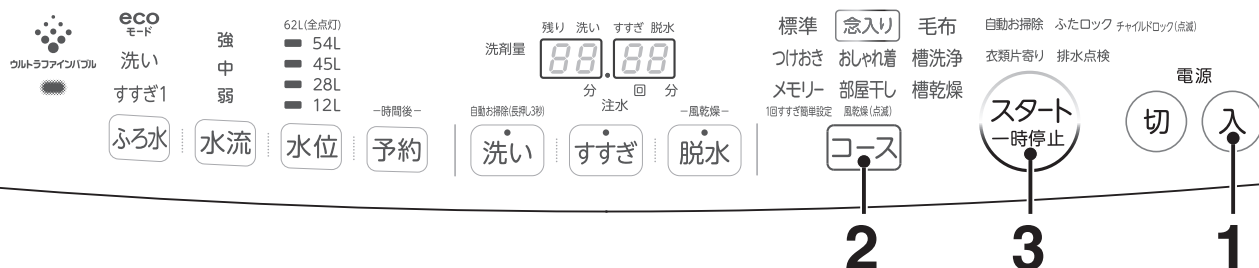 ウルトラファインバブル
eco
モード
洗い
すすぎ1
ふろ水
強
中
弱
水流
62L(全点灯)
54L
45L
28L
12L
水位
－時間後－
予約
洗剤量
残り 洗い すすぎ 脱水
88.88
分 回 分
注水
自動お掃除(長押し3秒)
洗い
すすぎ
－風乾燥－
脱水
標準 念入り 毛布
つけおき おしゃれ着 槽洗浄
メモリー 部屋干し 槽乾燥
1回すすぎ簡単設定 風乾燥(点滅)
コース
自動お掃除 ふたロック チャイルドロック(点滅)
衣類片寄り 排水点検
スタート
一時停止
電源
切 入
2 3 1